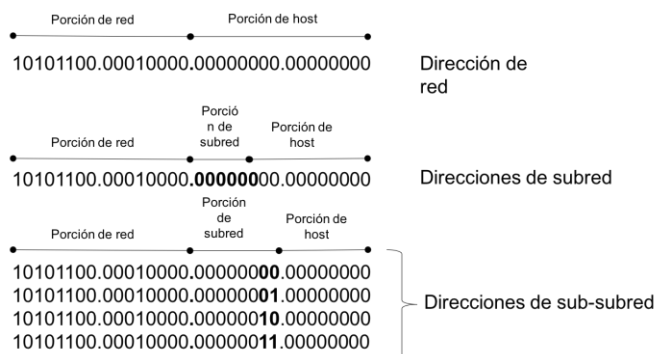 Porción de red Porción de host
10101100.00010000.00000000.00000000
Dirección de
red
Porció
n de
subred
Porción de red
Porción de
host
10101100.00010000.00000000.00000000
Direcciones de subred
Porción
de
subred
Porción de red
Porción de
host
10101100.00010000.00000000.00000000
10101100.00010000.00000001.00000000
10101100.00010000.00000010.00000000
10101100.00010000.00000011.00000000
Direcciones de sub-subred